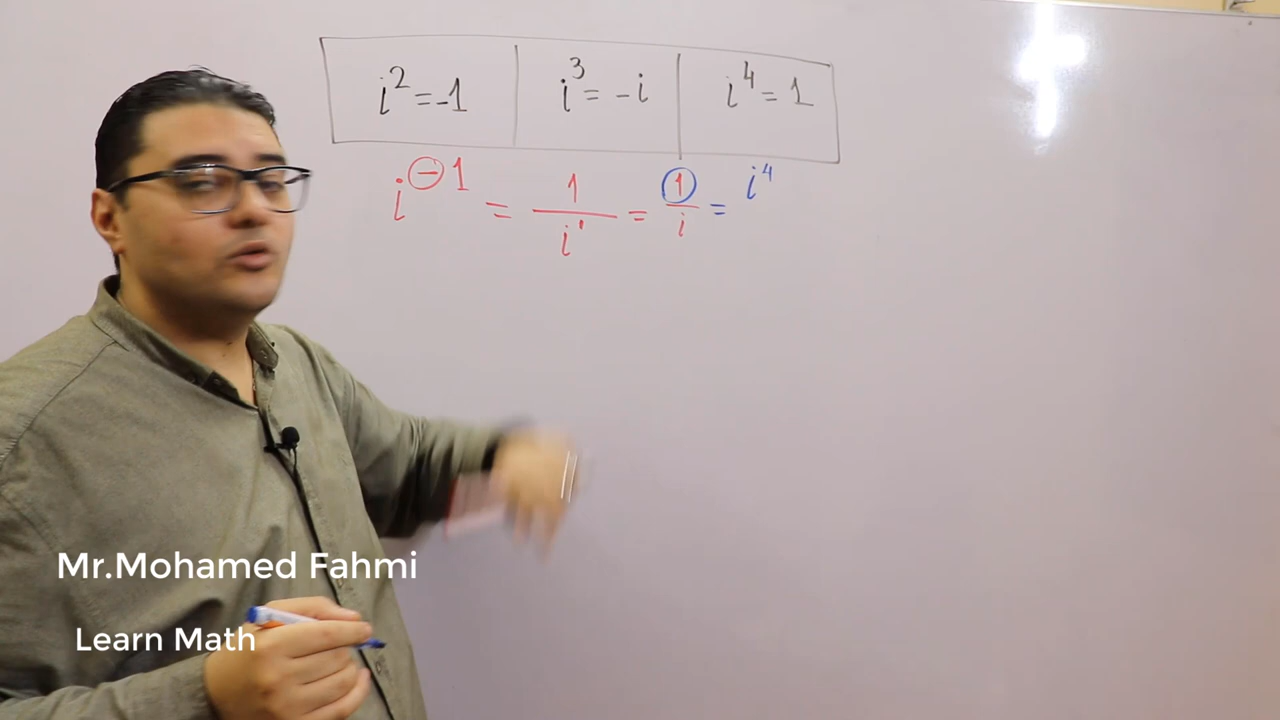 i² = -1 i³ = -i i⁴ = 1
i⁻¹ = 1/i¹ = 1/i = i⁴
Mr.Mohamed Fahmi
Learn Math